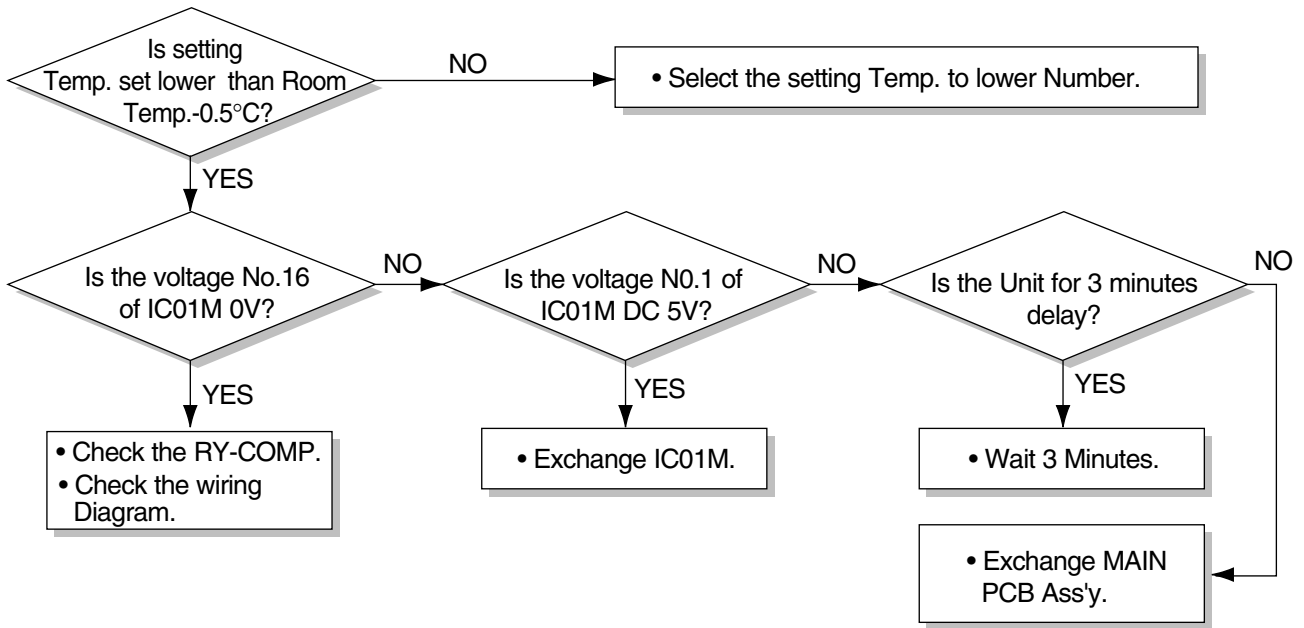 Is setting
Temp. set lower than Room
Temp.-0.5°C?
NO
• Select the setting Temp. to lower Number.
YES
Is the voltage No.16
of IC01M 0V?
NO
Is the voltage N0.1 of
IC01M DC 5V?
NO
Is the Unit for 3 minutes
delay?
NO
YES
YES
YES
• Check the RY-COMP.
• Check the wiring
Diagram.
• Exchange IC01M.
• Wait 3 Minutes.
• Exchange MAIN
PCB Ass'y.